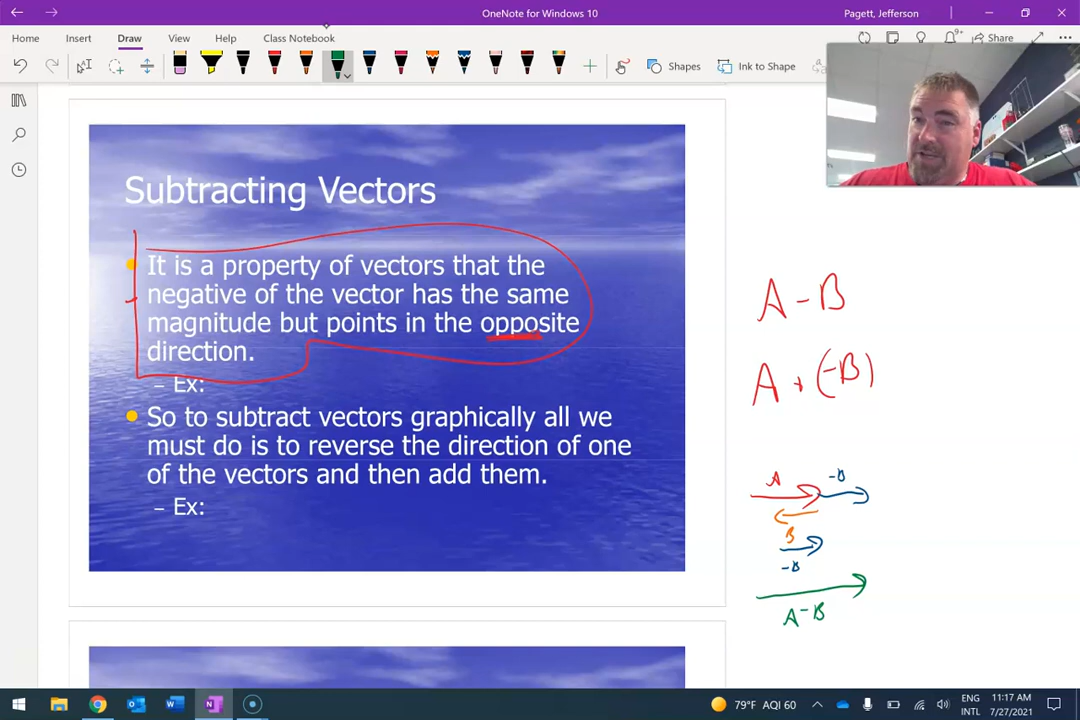 OneNote for Windows 10
Pagett, Jefferson
Home Insert Draw View Help Class Notebook
9+
Share
Shapes
Ink to Shape
Subtracting Vectors
It is a property of vectors that the
negative of the vector has the same
magnitude but points in the opposite
direction.
– Ex:
So to subtract vectors graphically all we
must do is to reverse the direction of one
of the vectors and then add them.
– Ex:
A - B
A + (-B)
A
-B
B
-B
A - B
79°F AQI 60
ENG
INTL
11:17 AM
7/27/2021